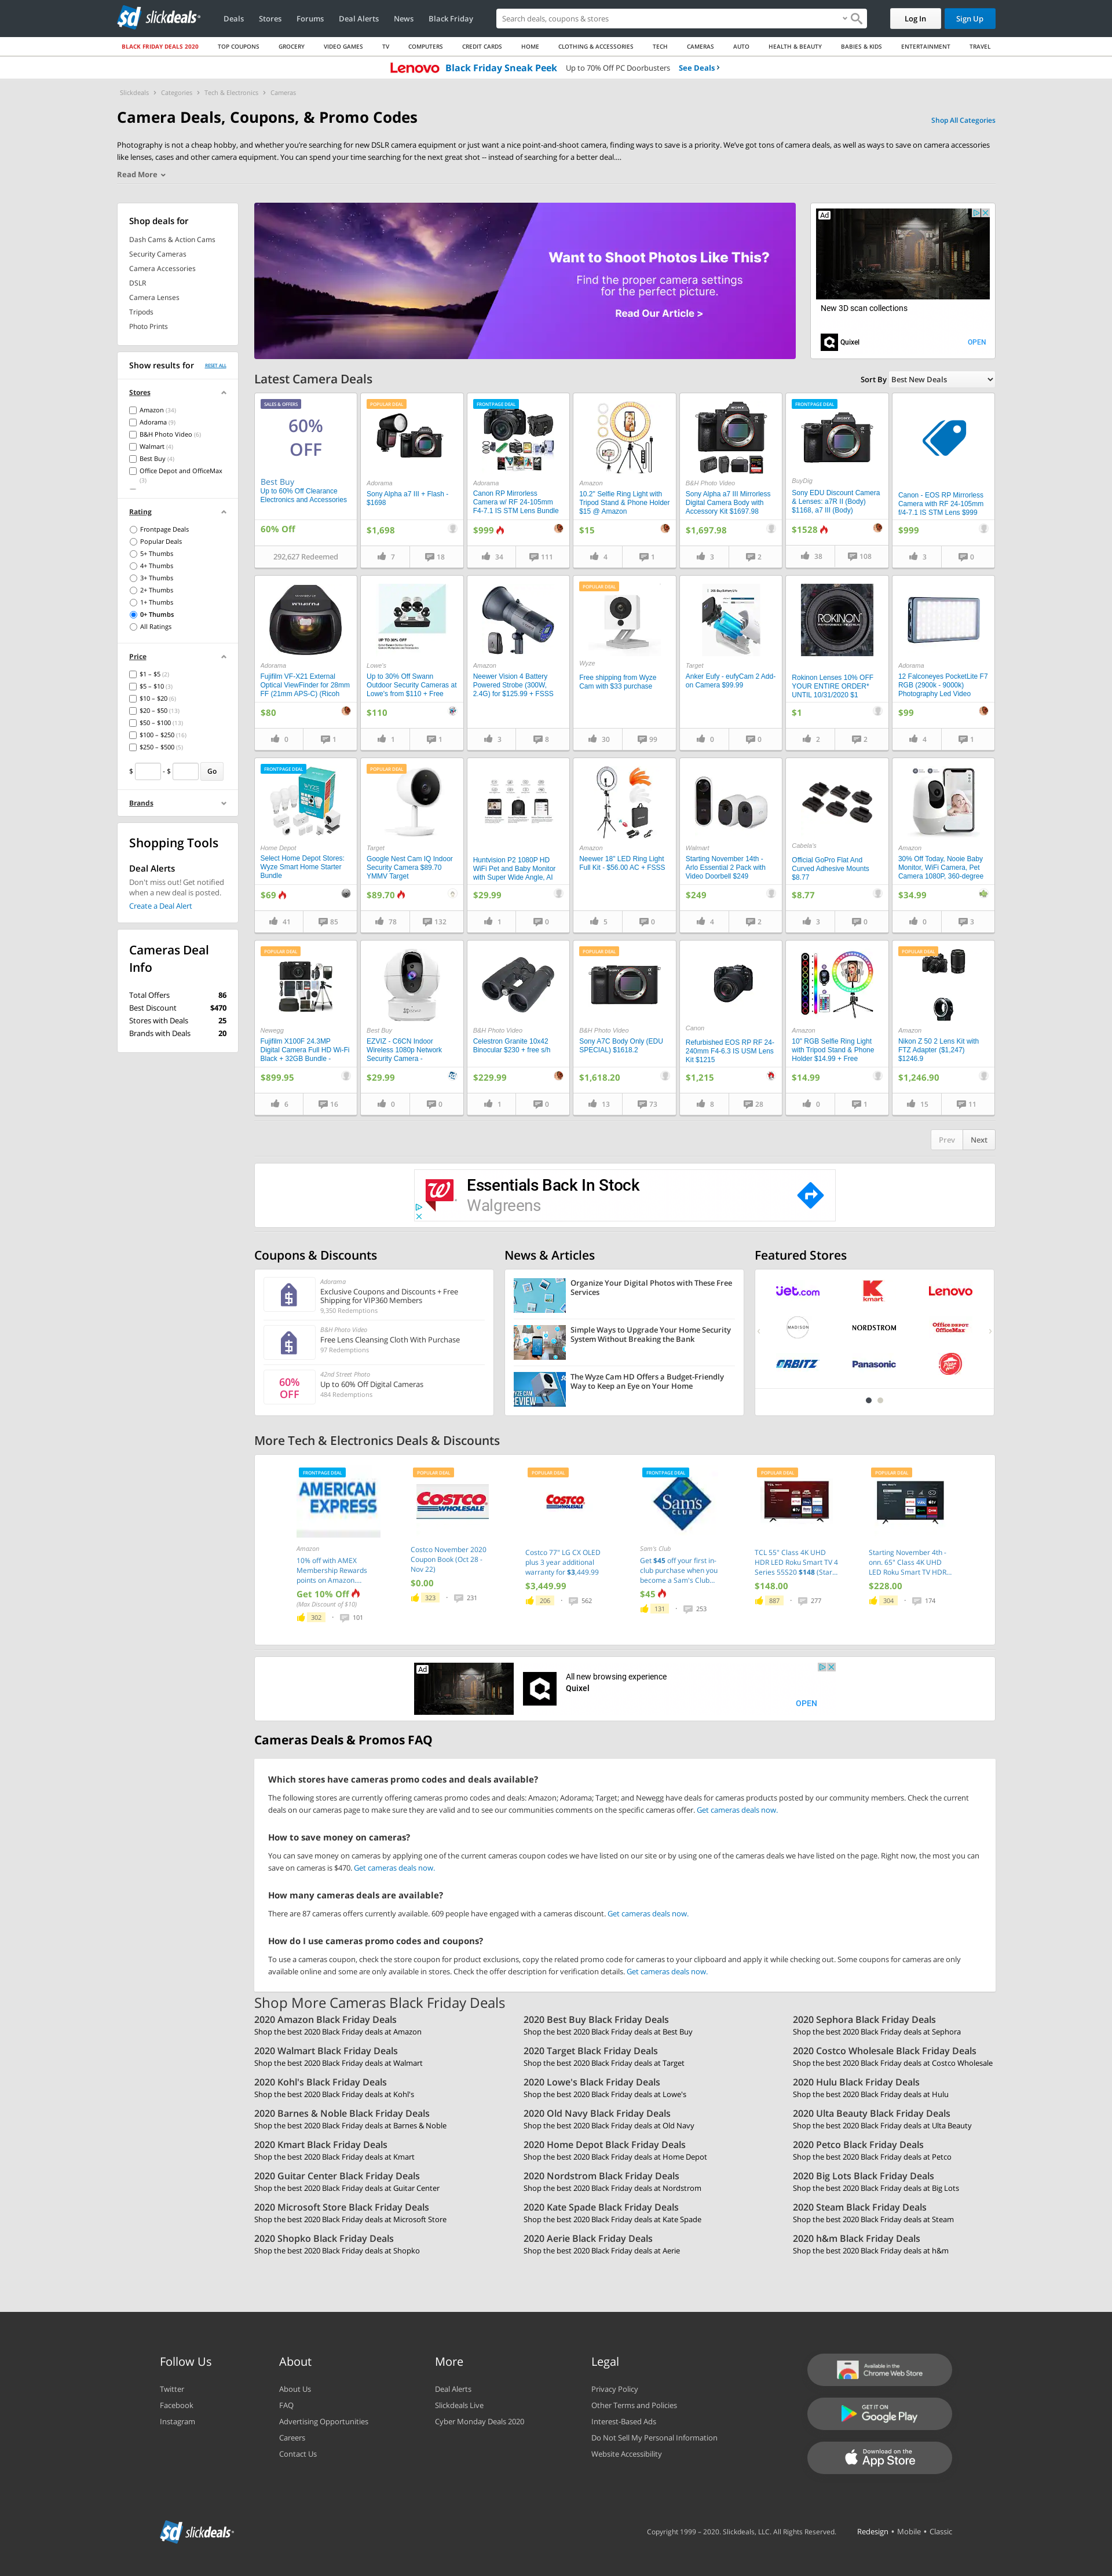 sd slickdeals
Deals
Stores
Forums
Deal Alerts
News
Black Friday
Search deals, coupons & stores
Log In
Sign Up
BLACK FRIDAY DEALS 2020
TOP COUPONS
GROCERY
VIDEO GAMES
TV
COMPUTERS
CREDIT CARDS
HOME
CLOTHING & ACCESSORIES
TECH
CAMERAS
AUTO
HEALTH & BEAUTY
BABIES & KIDS
ENTERTAINMENT
TRAVEL
Lenovo Black Friday Sneak Peek Up to 70% Off PC Doorbusters See Deals ›
Slickdeals › Categories › Tech & Electronics › Cameras
Camera Deals, Coupons, & Promo Codes
Shop All Categories
Photography is not a cheap hobby, and whether you're searching for new DSLR camera equipment or just want a nice point-and-shoot camera, finding ways to save is a priority. We've got tons of camera deals, as well as ways to save on camera accessories
like lenses, cases and other camera equipment. You can spend your time searching for the next great shot -- instead of searching for a better deal....
Read More
Shop deals for
Dash Cams & Action Cams
Security Cameras
Camera Accessories
DSLR
Camera Lenses
Tripods
Photo Prints
Want to Shoot Photos Like This?
Find the proper camera settings
for the perfect picture.
Read Our Article >
Ad
New 3D scan collections
Quixel
OPEN
Show results for
RESET ALL
Stores
Amazon (34)
Adorama (9)
B&H Photo Video (6)
Walmart (4)
Best Buy (4)
Office Depot and OfficeMax
(3)
Rating
Frontpage Deals
Popular Deals
5+ Thumbs
4+ Thumbs
3+ Thumbs
2+ Thumbs
1+ Thumbs
0+ Thumbs
All Ratings
Price
$1 – $5 (2)
$5 – $10 (3)
$10 – $20 (6)
$20 – $50 (13)
$50 – $100 (13)
$100 – $250 (16)
$250 – $500 (5)
$ - $ Go
Brands
Shopping Tools
Deal Alerts
Don't miss out! Get notified
when a new deal is posted.
Create a Deal Alert
Cameras Deal
Info
Total Offers 86
Best Discount $470
Stores with Deals 25
Brands with Deals 20
Latest Camera Deals
Sort By Best New Deals
SALES & OFFERS
60%
OFF
Best Buy
Up to 60% Off Clearance
Electronics and Accessories
60% Off
292,627 Redeemed
POPULAR DEAL
Adorama
Sony Alpha a7 III + Flash -
$1698
$1,698
7 18
FRONTPAGE DEAL
Adorama
Canon RP Mirrorless
Camera w/ RF 24-105mm
F4-7.1 IS STM Lens Bundle
$999
34 111
Amazon
10.2" Selfie Ring Light with
Tripod Stand & Phone Holder
$15 @ Amazon
$15
4 1
B&H Photo Video
Sony Alpha a7 III Mirrorless
Digital Camera Body with
Accessory Kit $1697.98
$1,697.98
3 2
FRONTPAGE DEAL
BuyDig
Sony EDU Discount Camera
& Lenses: a7R II (Body)
$1168, a7 III (Body)
$1528
38 108
Canon - EOS RP Mirrorless
Camera with RF 24-105mm
f/4-7.1 IS STM Lens $999
$999
3 0
Adorama
Fujifilm VF-X21 External
Optical ViewFinder for 28mm
FF (21mm APS-C) (Ricoh
$80
0 1
UP TO 30% OFF
Lowe's
Up to 30% Off Swann
Outdoor Security Cameras at
Lowe's from $110 + Free
$110
1 1
Amazon
Neewer Vision 4 Battery
Powered Strobe (300W,
2.4G) for $125.99 + FSSS
3 8
POPULAR DEAL
Wyze
Free shipping from Wyze
Cam with $33 purchase
30 99
Target
Anker Eufy - eufyCam 2 Add-
on Camera $99.99
0 0
ROKINON
Rokinon Lenses 10% OFF
YOUR ENTIRE ORDER*
UNTIL 10/31/2020 $1
$1
2 2
Adorama
12 Falconeyes PocketLite F7
RGB (2900k - 9000k)
Photography Led Video
$99
4 1
FRONTPAGE DEAL
Home Depot
Select Home Depot Stores:
Wyze Smart Home Starter
Bundle
$69
41 85
POPULAR DEAL
Target
Google Nest Cam IQ Indoor
Security Camera $89.70
YMMV Target
$89.70
78 132
Huntvision P2 1080P HD
WiFi Pet and Baby Monitor
with Super Wide Angle, AI
$29.99
1 0
Amazon
Neewer 18" LED Ring Light
Full Kit - $56.00 AC + FSSS
5 0
Walmart
Starting November 14th -
Arlo Essential 2 Pack with
Video Doorbell $249
$249
4 2
Cabela's
Official GoPro Flat And
Curved Adhesive Mounts
$8.77
$8.77
3 0
Amazon
30% Off Today, Nooie Baby
Monitor, WiFi Camera, Pet
Camera 1080P, 360-degree
$34.99
0 3
POPULAR DEAL
Newegg
Fujifilm X100F 24.3MP
Digital Camera Full HD Wi-Fi
Black + 32GB Bundle -
$899.95
6 16
Best Buy
EZVIZ - C6CN Indoor
Wireless 1080p Network
Security Camera -
$29.99
0 0
B&H Photo Video
Celestron Granite 10x42
Binocular $230 + free s/h
$229.99
1 0
POPULAR DEAL
B&H Photo Video
Sony A7C Body Only (EDU
SPECIAL) $1618.2
$1,618.20
13 73
Canon
Refurbished EOS RP RF 24-
240mm F4-6.3 IS USM Lens
Kit $1215
$1,215
8 28
Amazon
10" RGB Selfie Ring Light
with Tripod Stand & Phone
Holder $14.99 + Free
$14.99
0 1
POPULAR DEAL
Amazon
Nikon Z 50 2 Lens Kit with
FTZ Adapter ($1,247)
$1246.9
$1,246.90
15 11
Prev Next
Essentials Back In Stock
Walgreens
Coupons & Discounts
Adorama
Exclusive Coupons and Discounts + Free
Shipping for VIP360 Members
9,350 Redemptions
B&H Photo Video
Free Lens Cleansing Cloth With Purchase
97 Redemptions
60%
OFF
42nd Street Photo
Up to 60% Off Digital Cameras
484 Redemptions
News & Articles
Organize Your Digital Photos with These Free
Services
Simple Ways to Upgrade Your Home Security
System Without Breaking the Bank
The Wyze Cam HD Offers a Budget-Friendly
Way to Keep an Eye on Your Home
Featured Stores
jet.com
Kmart
Lenovo
MADISON
NORDSTROM
Office DEPOT
OfficeMax
ORBITZ
Panasonic
More Tech & Electronics Deals & Discounts
FRONTPAGE DEAL
AMERICAN
EXPRESS
Amazon
10% off with AMEX
Membership Rewards
points on Amazon....
Get 10% Off
(Max Discount of $10)
302 101
POPULAR DEAL
COSTCO
WHOLESALE
Costco November 2020
Coupon Book (Oct 28 -
Nov 22)
$0.00
323 231
POPULAR DEAL
COSTCO
WHOLESALE
Costco 77" LG CX OLED
plus 3 year additional
warranty for $3,449.99
$3,449.99
206 562
FRONTPAGE DEAL
Sam's
CLUB
Sam's Club
Get $45 off your first in-
club purchase when you
become a Sam's Club...
$45
131 253
POPULAR DEAL
TCL 55" Class 4K UHD
HDR LED Roku Smart TV 4
Series 55S20 $148 (Star...
$148.00
887 277
POPULAR DEAL
Starting November 4th -
onn. 65" Class 4K UHD
LED Roku Smart TV HDR...
$228.00
304 174
Ad
All new browsing experience
Quixel
OPEN
Cameras Deals & Promos FAQ
Which stores have cameras promo codes and deals available?
The following stores are currently offering cameras promo codes and deals: Amazon; Adorama; Target; and Newegg have deals for cameras products posted by our community members. Check the current
deals on our cameras page to make sure they are valid and to see our communities comments on the specific cameras offer. Get cameras deals now.
How to save money on cameras?
You can save money on cameras by applying one of the current cameras coupon codes we have listed on our site or by using one of the cameras deals we have listed on the page. Right now, the most you can
save on cameras is $470. Get cameras deals now.
How many cameras deals are available?
There are 87 cameras offers currently available. 609 people have engaged with a cameras discount. Get cameras deals now.
How do I use cameras promo codes and coupons?
To use a cameras coupon, check the store coupon for product exclusions, copy the related promo code for cameras to your clipboard and apply it while checking out. Some coupons for cameras are only
available online and some are only available in stores. Check the offer description for verification details. Get cameras deals now.
Shop More Cameras Black Friday Deals
2020 Amazon Black Friday Deals
Shop the best 2020 Black Friday deals at Amazon
2020 Best Buy Black Friday Deals
Shop the best 2020 Black Friday deals at Best Buy
2020 Sephora Black Friday Deals
Shop the best 2020 Black Friday deals at Sephora
2020 Walmart Black Friday Deals
Shop the best 2020 Black Friday deals at Walmart
2020 Target Black Friday Deals
Shop the best 2020 Black Friday deals at Target
2020 Costco Wholesale Black Friday Deals
Shop the best 2020 Black Friday deals at Costco Wholesale
2020 Kohl's Black Friday Deals
Shop the best 2020 Black Friday deals at Kohl's
2020 Lowe's Black Friday Deals
Shop the best 2020 Black Friday deals at Lowe's
2020 Hulu Black Friday Deals
Shop the best 2020 Black Friday deals at Hulu
2020 Barnes & Noble Black Friday Deals
Shop the best 2020 Black Friday deals at Barnes & Noble
2020 Old Navy Black Friday Deals
Shop the best 2020 Black Friday deals at Old Navy
2020 Ulta Beauty Black Friday Deals
Shop the best 2020 Black Friday deals at Ulta Beauty
2020 Kmart Black Friday Deals
Shop the best 2020 Black Friday deals at Kmart
2020 Home Depot Black Friday Deals
Shop the best 2020 Black Friday deals at Home Depot
2020 Petco Black Friday Deals
Shop the best 2020 Black Friday deals at Petco
2020 Guitar Center Black Friday Deals
Shop the best 2020 Black Friday deals at Guitar Center
2020 Nordstrom Black Friday Deals
Shop the best 2020 Black Friday deals at Nordstrom
2020 Big Lots Black Friday Deals
Shop the best 2020 Black Friday deals at Big Lots
2020 Microsoft Store Black Friday Deals
Shop the best 2020 Black Friday deals at Microsoft Store
2020 Kate Spade Black Friday Deals
Shop the best 2020 Black Friday deals at Kate Spade
2020 Steam Black Friday Deals
Shop the best 2020 Black Friday deals at Steam
2020 Shopko Black Friday Deals
Shop the best 2020 Black Friday deals at Shopko
2020 Aerie Black Friday Deals
Shop the best 2020 Black Friday deals at Aerie
2020 h&m Black Friday Deals
Shop the best 2020 Black Friday deals at h&m
Follow Us
Twitter
Facebook
Instagram
About
About Us
FAQ
Advertising Opportunities
Careers
Contact Us
More
Deal Alerts
Slickdeals Live
Cyber Monday Deals 2020
Legal
Privacy Policy
Other Terms and Policies
Interest-Based Ads
Do Not Sell My Personal Information
Website Accessibility
Available in the
Chrome Web Store
GET IT ON
Google Play
Download on the
App Store
sd slickdeals
Copyright 1999 – 2020. Slickdeals, LLC. All Rights Reserved.
Redesign • Mobile • Classic